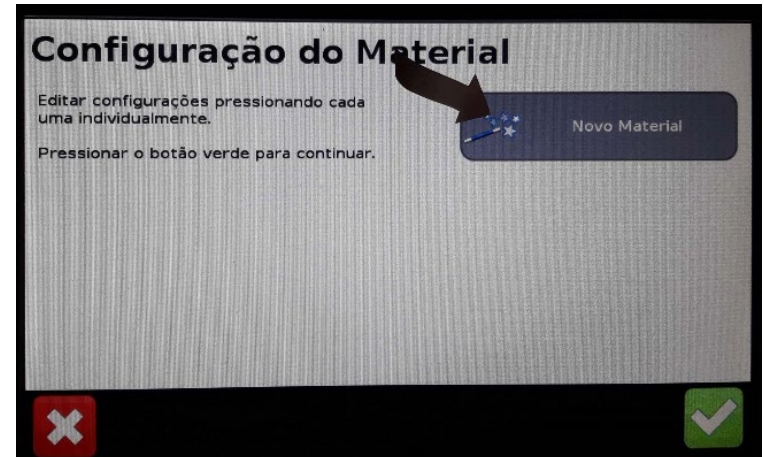 Configuração do Material
Editar configurações pressionando cada
uma individualmente.
Pressionar o botão verde para continuar.
Novo Material